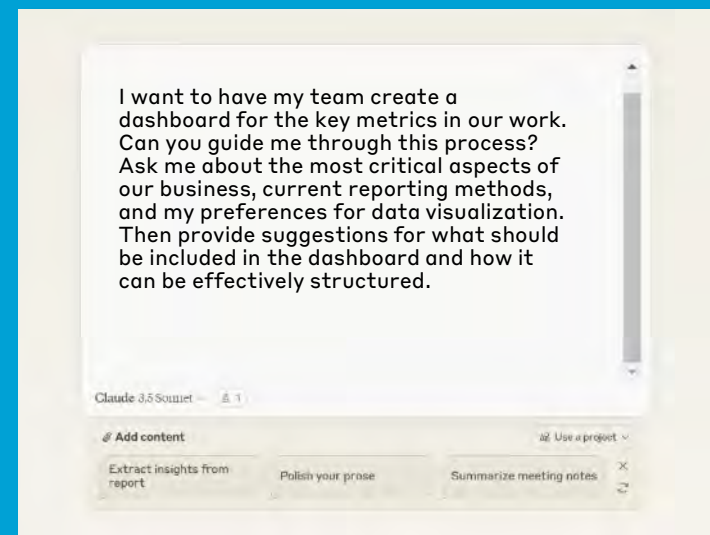 I want to have my team create a
dashboard for the key metrics in our work.
Can you guide me through this process?
Ask me about the most critical aspects of
our business, current reporting methods,
and my preferences for data visualization.
Then provide suggestions for what should
be included in the dashboard and how it
can be effectively structured.
Claude 3.5 Sonnet
1
Add content
Use a project
Extract insights from
report
Polish your prose
Summarize meeting notes